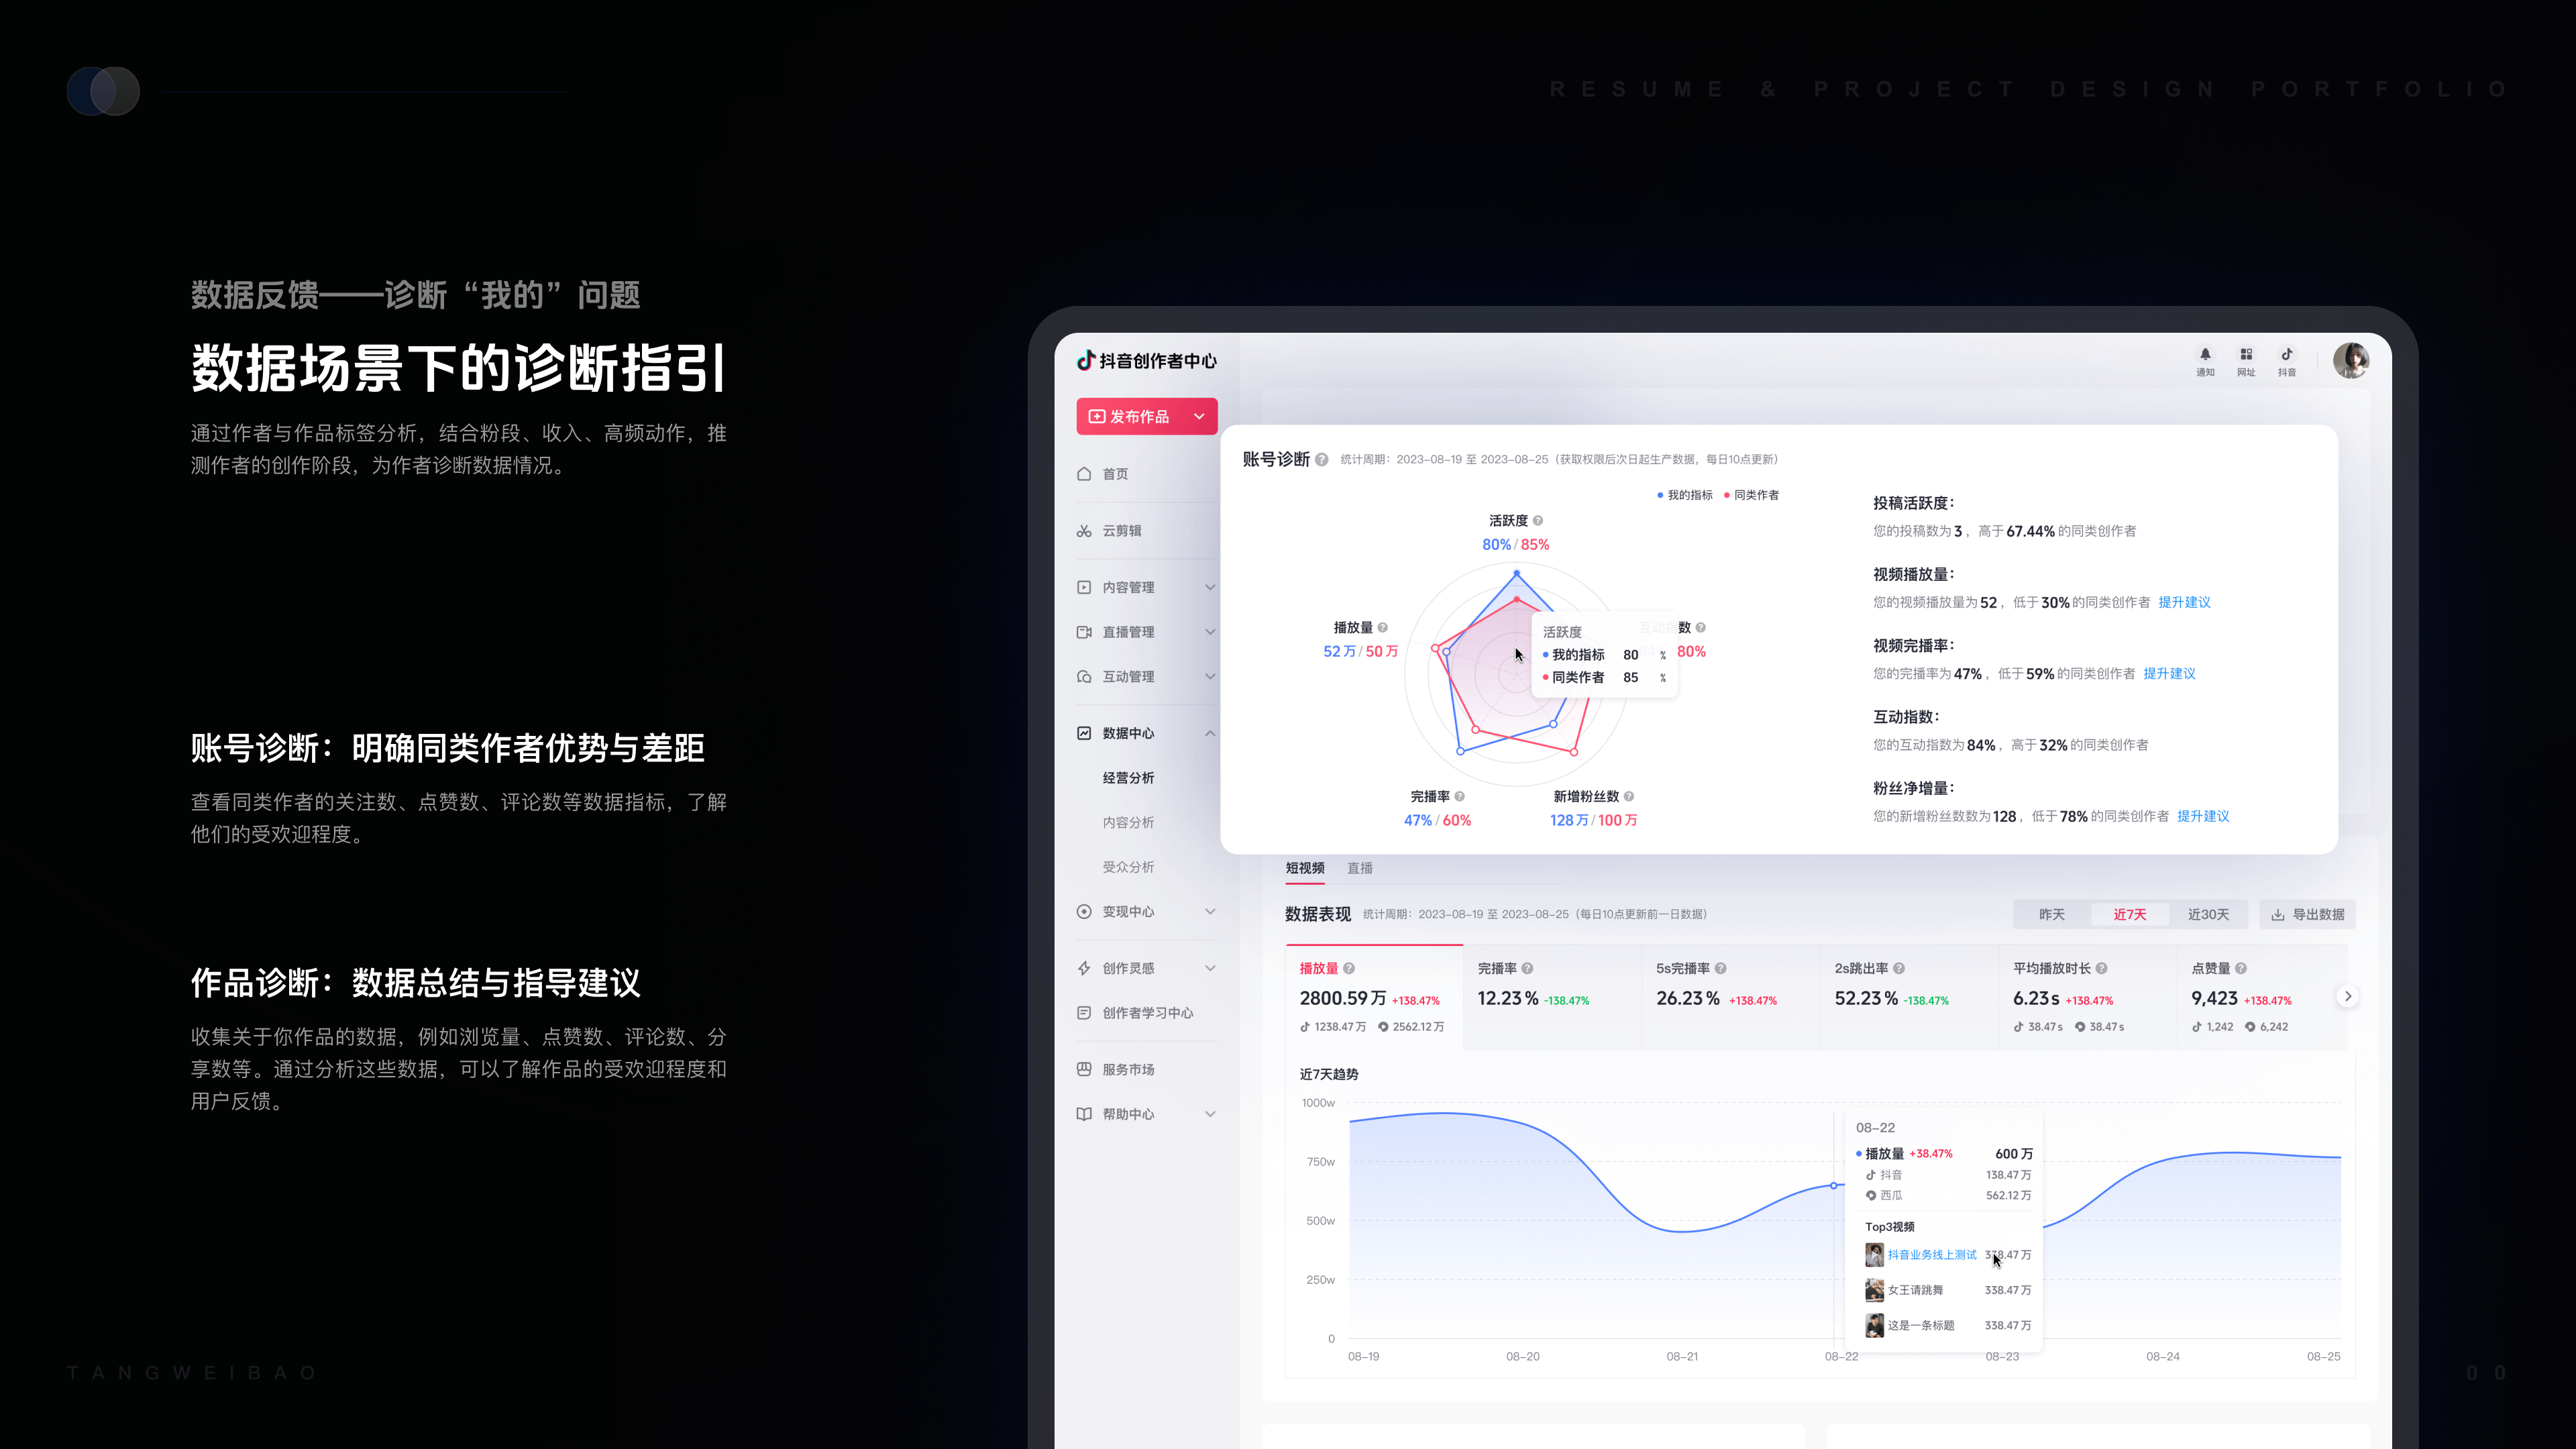 RESUME & PROJECT DESIGN PORTFOLIO
数据反馈——诊断“我的”问题
数据场景下的诊断指引
通过作者与作品标签分析，结合粉段、收入、高频动作，推
测作者的创作阶段，为作者诊断数据情况。
账号诊断：明确同类作者优势与差距
查看同类作者的关注数、点赞数、评论数等数据指标，了解
他们的受欢迎程度。
作品诊断：数据总结与指导建议
收集关于你作品的数据，例如浏览量、点赞数、评论数、分
享数等。通过分析这些数据，可以了解作品的受欢迎程度和
用户反馈。
TANGWEIBAO
00
抖音创作者中心
通知 网址 抖音
发布作品
首页
云剪辑
内容管理
直播管理
互动管理
数据中心
经营分析
内容分析
受众分析
变现中心
创作灵感
创作者学习中心
服务市场
帮助中心
账号诊断 统计周期：2023-08-19 至 2023-08-25（获取权限后次日起生产数据，每日10点更新）
我的指标 同类作者
活跃度
80% / 85%
播放量
52万 / 50万
互动指数
80%
活跃度
我的指标 80 %
同类作者 85 %
完播率
47% / 60%
新增粉丝数
128万 / 100万
投稿活跃度：
您的投稿数为 3，高于 67.44% 的同类创作者
视频播放量：
您的视频播放量为 52，低于 30% 的同类创作者 提升建议
视频完播率：
您的完播率为 47%，低于 59% 的同类创作者 提升建议
互动指数：
您的互动指数为 84%，高于 32% 的同类创作者
粉丝净增量：
您的新增粉丝数数为 128，低于 78% 的同类创作者 提升建议
短视频 直播
数据表现 统计周期：2023-08-19 至 2023-08-25（每日10点更新前一日数据）
昨天 近7天 近30天 导出数据
播放量
2800.59万 +138.47%
1238.47万 2562.12万
完播率
12.23% -138.47%
5s完播率
26.23% +138.47%
2s跳出率
52.23% -138.47%
平均播放时长
6.23s +138.47%
38.47s 38.47s
点赞量
9,423 +138.47%
1,242 6,242
近7天趋势
1000w
750w
500w
250w
0
08-19 08-20 08-21 08-22 08-23 08-24 08-25
08-22
播放量 +38.47% 600万
抖音 138.47万
西瓜 562.12万
Top3视频
抖音业务线上测试 338.47万
女王请跳舞 338.47万
这是一条标题 338.47万